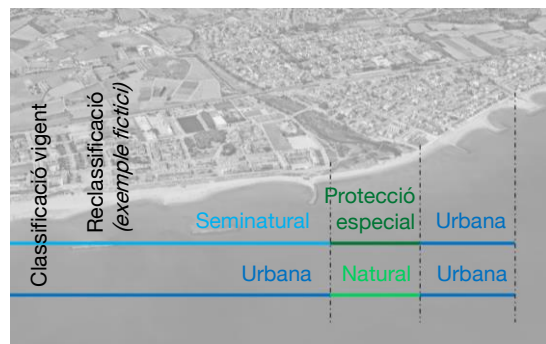 Classificació vigent
Reclassificació
(exemple fictici)
Seminatural
Protecció
especial
Urbana
Urbana
Natural
Urbana